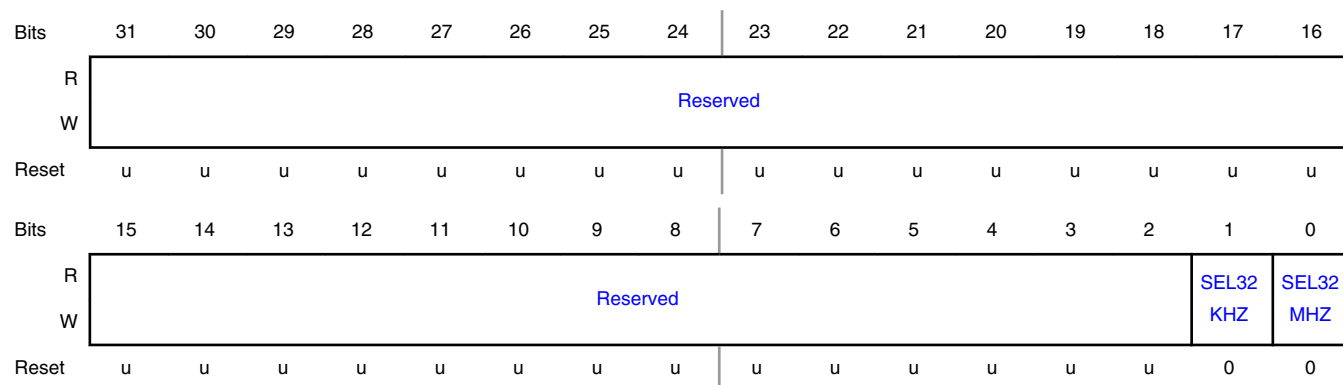 Bits 31 30 29 28 27 26 25 24 23 22 21 20 19 18 17 16
R
Reserved
W
Reset u u u u u u u u u u u u u u u u
Bits 15 14 13 12 11 10 9 8 7 6 5 4 3 2 1 0
R
Reserved SEL32 SEL32
W KHZ MHZ
Reset u u u u u u u u u u u u u u 0 0